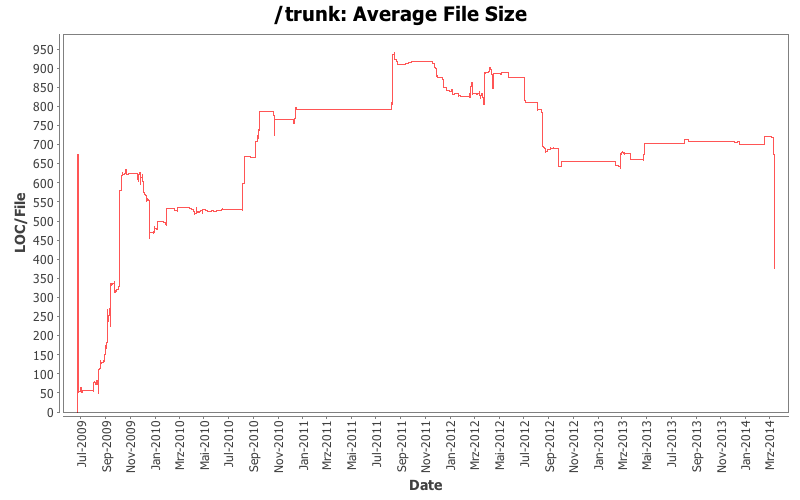 /trunk: Average File Size
LOC/File
950
900
850
800
750
700
650
600
550
500
450
400
350
300
250
200
150
100
50
0
Jul-2009
Sep-2009
Nov-2009
Jan-2010
Mrz-2010
Mai-2010
Jul-2010
Sep-2010
Nov-2010
Jan-2011
Mrz-2011
Mai-2011
Jul-2011
Sep-2011
Nov-2011
Jan-2012
Mrz-2012
Mai-2012
Jul-2012
Sep-2012
Nov-2012
Jan-2013
Mrz-2013
Mai-2013
Jul-2013
Sep-2013
Nov-2013
Jan-2014
Mrz-2014
Date